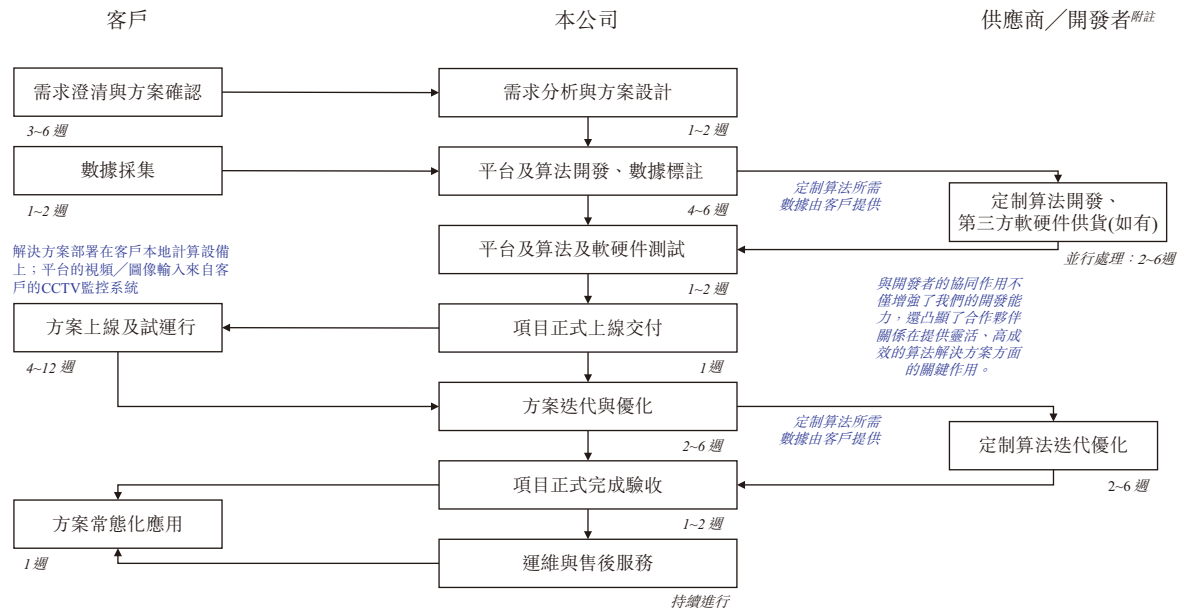 客戶
本公司
供應商／開發者附註
需求澄清與方案確認
3~6 週
需求分析與方案設計
1~2 週
數據採集
1~2 週
平台及算法開發、數據標註
4~6 週
定制算法所需
數據由客戶提供
定制算法開發、
第三方軟硬件供貨(如有)
並行處理：2~6週
平台及算法及軟硬件測試
1~2 週
解決方案部署在客戶本地計算設備
上；平台的視頻／圖像輸入來自客
戶的CCTV監控系統
與開發者的協同作用不
僅增強了我們的開發能
力，還凸顯了合作夥伴
關係在提供靈活、高成
效的算法解決方案方面
的關鍵作用。
方案上線及試運行
4~12 週
項目正式上線交付
1週
方案迭代與優化
2~6 週
定制算法所需
數據由客戶提供
定制算法迭代優化
2~6 週
項目正式完成驗收
1~2 週
方案常態化應用
1週
運維與售後服務
持續進行